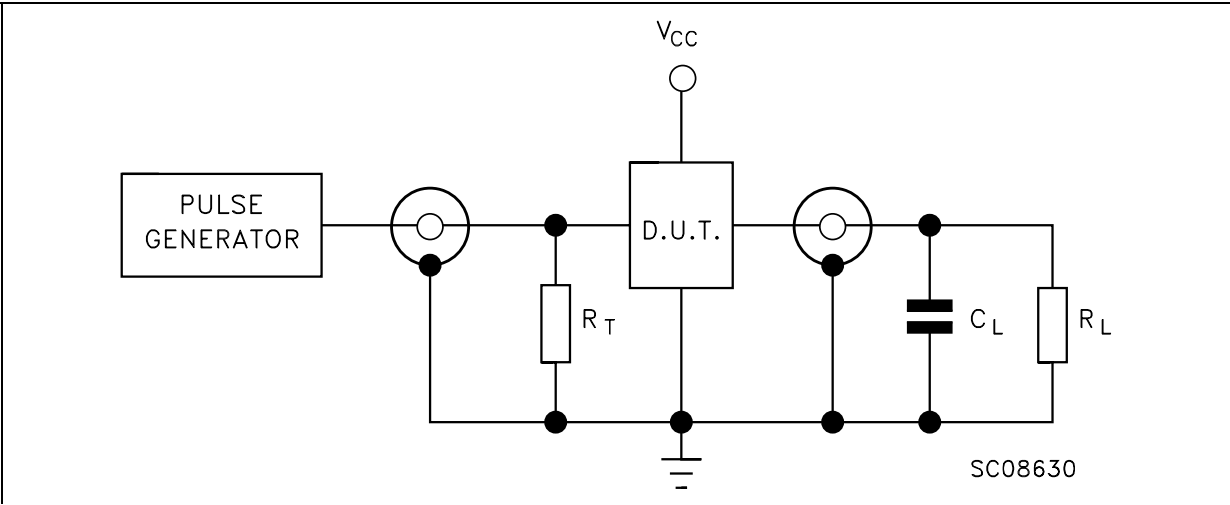 VCC
PULSE
GENERATOR
D.U.T.
RT
CL
RL
SC08630